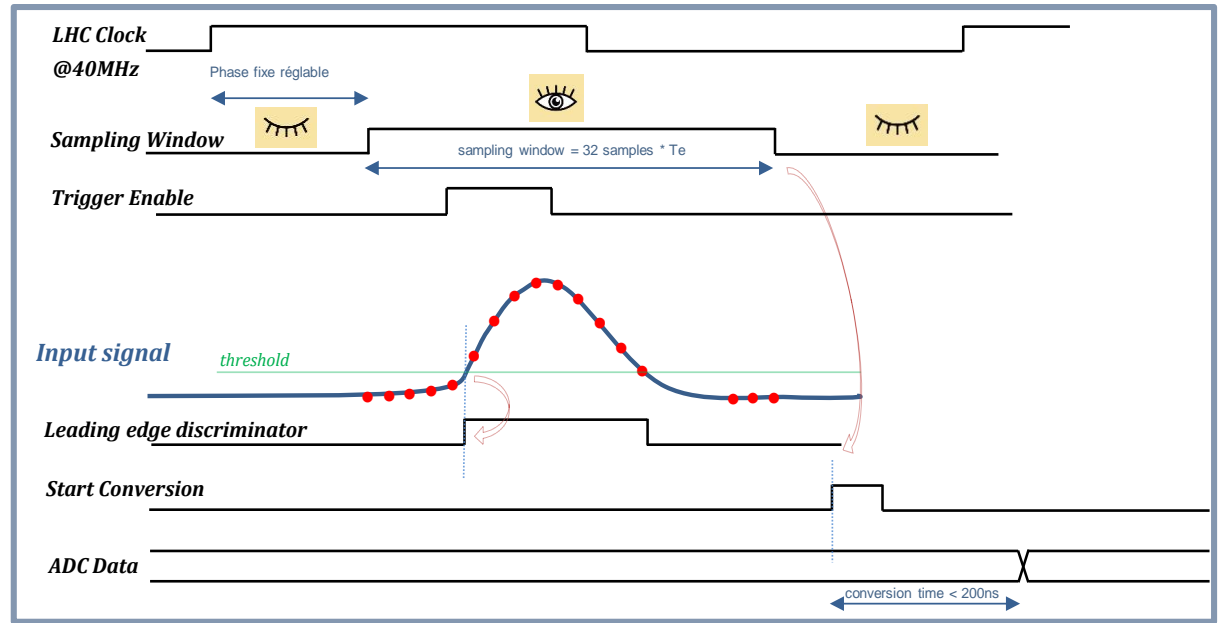 LHC Clock
@40MHz
Phase fixe réglable
Sampling Window
sampling window = 32 samples * Te
Trigger Enable
Input signal
threshold
Leading edge discriminator
Start Conversion
ADC Data
conversion time < 200ns